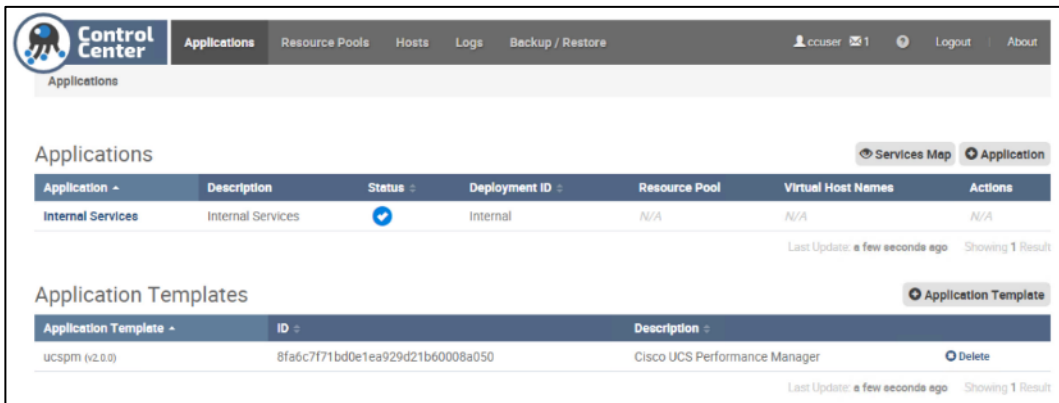 Control Center Applications Resource Pools Hosts Logs Backup / Restore ccuser 1 Logout About
Applications
Applications Services Map Application
Application Description Status Deployment ID Resource Pool Virtual Host Names Actions
Internal Services Internal Services Internal N/A N/A N/A
Last Update: a few seconds ago Showing 1 Result
Application Templates Application Template
Application Template ID Description
ucspm (v2.0.0) 8fa6c7f71bd0e1ea929d21b60008a050 Cisco UCS Performance Manager Delete
Last Update: a few seconds ago Showing 1 Result